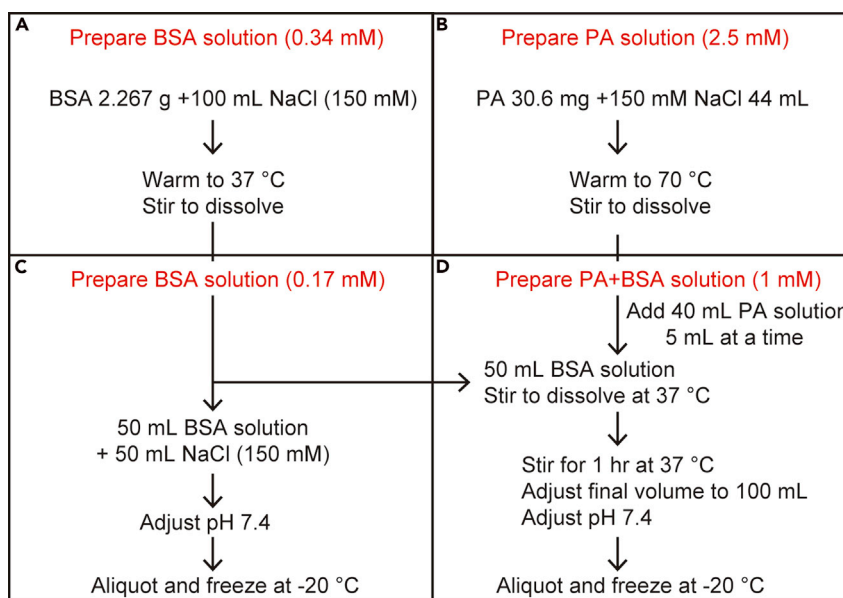 A
Prepare BSA solution (0.34 mM)
BSA 2.267 g +100 mL NaCl (150 mM)
Warm to 37 °C
Stir to dissolve
B
Prepare PA solution (2.5 mM)
PA 30.6 mg +150 mM NaCl 44 mL
Warm to 70 °C
Stir to dissolve
C
Prepare BSA solution (0.17 mM)
50 mL BSA solution
+ 50 mL NaCl (150 mM)
Adjust pH 7.4
Aliquot and freeze at -20 °C
D
Prepare PA+BSA solution (1 mM)
Add 40 mL PA solution
5 mL at a time
50 mL BSA solution
Stir to dissolve at 37 °C
Stir for 1 hr at 37 °C
Adjust final volume to 100 mL
Adjust pH 7.4
Aliquot and freeze at -20 °C